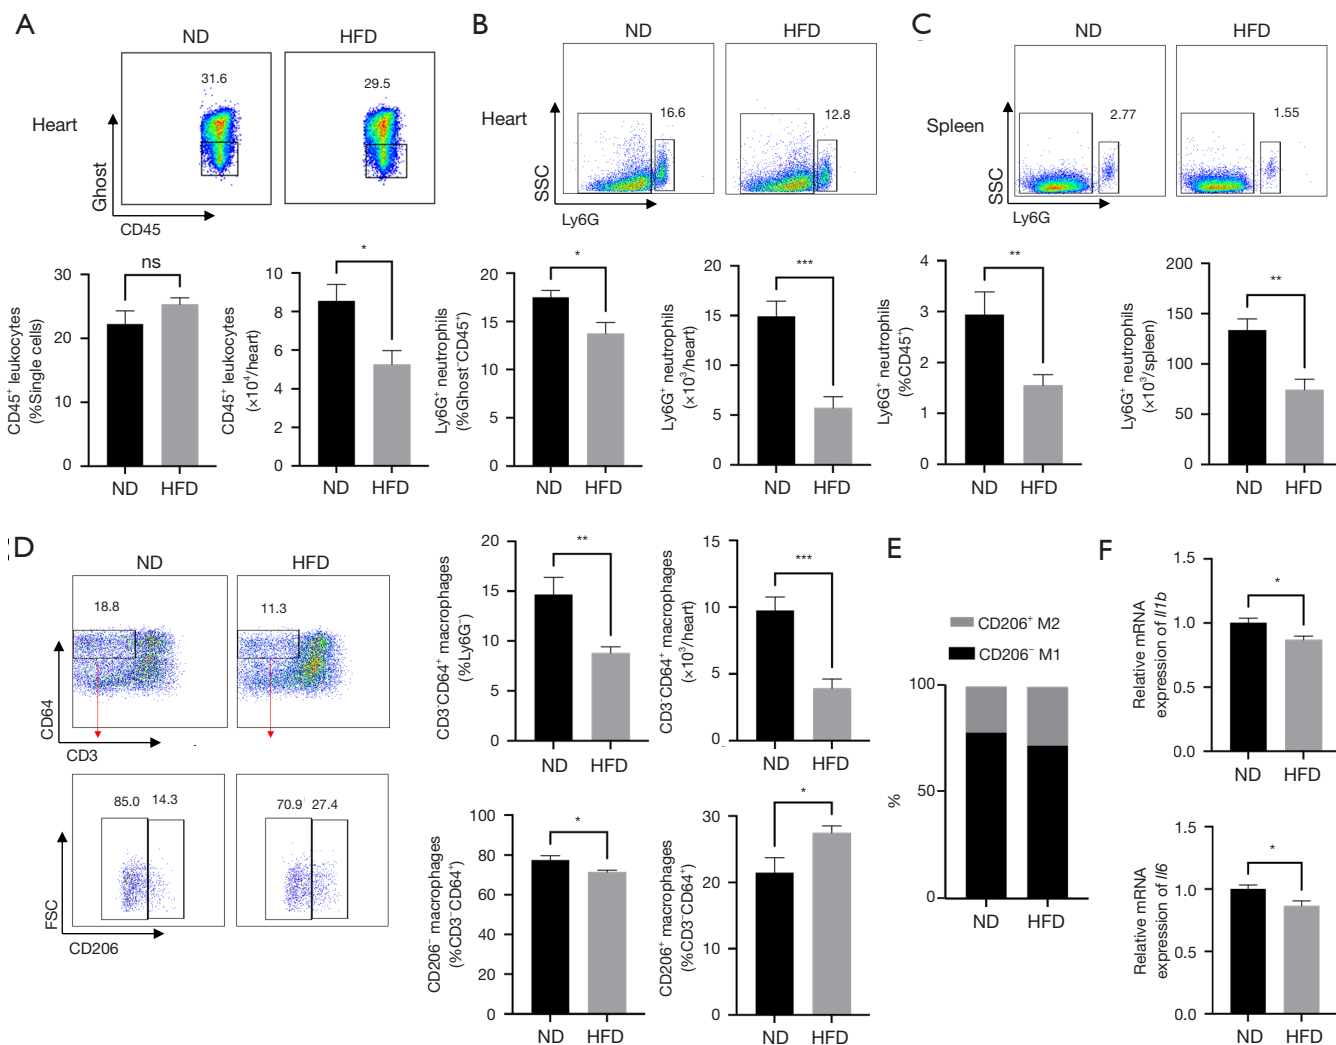 A
ND
HFD
31.6
29.5
Heart
Ghost
CD45
CD45⁺ leukocytes
(%Single cells)
30
20
10
0
ns
ND
HFD
CD45⁺ leukocytes
(×10⁴/heart)
10
8
6
4
2
0
*
ND
HFD
B
ND
HFD
Heart
16.6
12.8
SSC
Ly6G
Ly6G⁺ neutrophils
(%Ghost⁻CD45⁺)
20
15
10
5
0
*
ND
HFD
Ly6G⁺ neutrophils
(×10³/heart)
20
15
10
5
0
***
ND
HFD
C
ND
HFD
Spleen
2.77
1.55
SSC
Ly6G
Ly6G⁺ neutrophils
(%CD45⁺)
4
3
2
1
0
**
ND
HFD
Ly6G⁺ neutrophils
(×10³/spleen)
200
150
100
50
0
**
ND
HFD
D
ND
HFD
18.8
11.3
CD64
CD3
85.0
14.3
70.9
27.4
FSC
CD206
CD3⁻CD64⁺ macrophages
(%Ly6G⁻)
20
15
10
5
0
**
ND
HFD
CD3⁻CD64⁺ macrophages
(×10³/heart)
15
10
5
0
***
ND
HFD
CD206⁻ macrophages
(%CD3⁻CD64⁺)
100
80
60
40
20
0
*
ND
HFD
CD206⁺ macrophages
(%CD3⁻CD64⁺)
30
20
10
0
*
ND
HFD
E
CD206⁺ M2
CD206⁻ M1
%
100
50
0
ND
HFD
F
Relative mRNA
expression of Il1b
1.5
1.0
0.5
0.0
*
ND
HFD
Relative mRNA
expression of Il6
1.5
1.0
0.5
0.0
*
ND
HFD